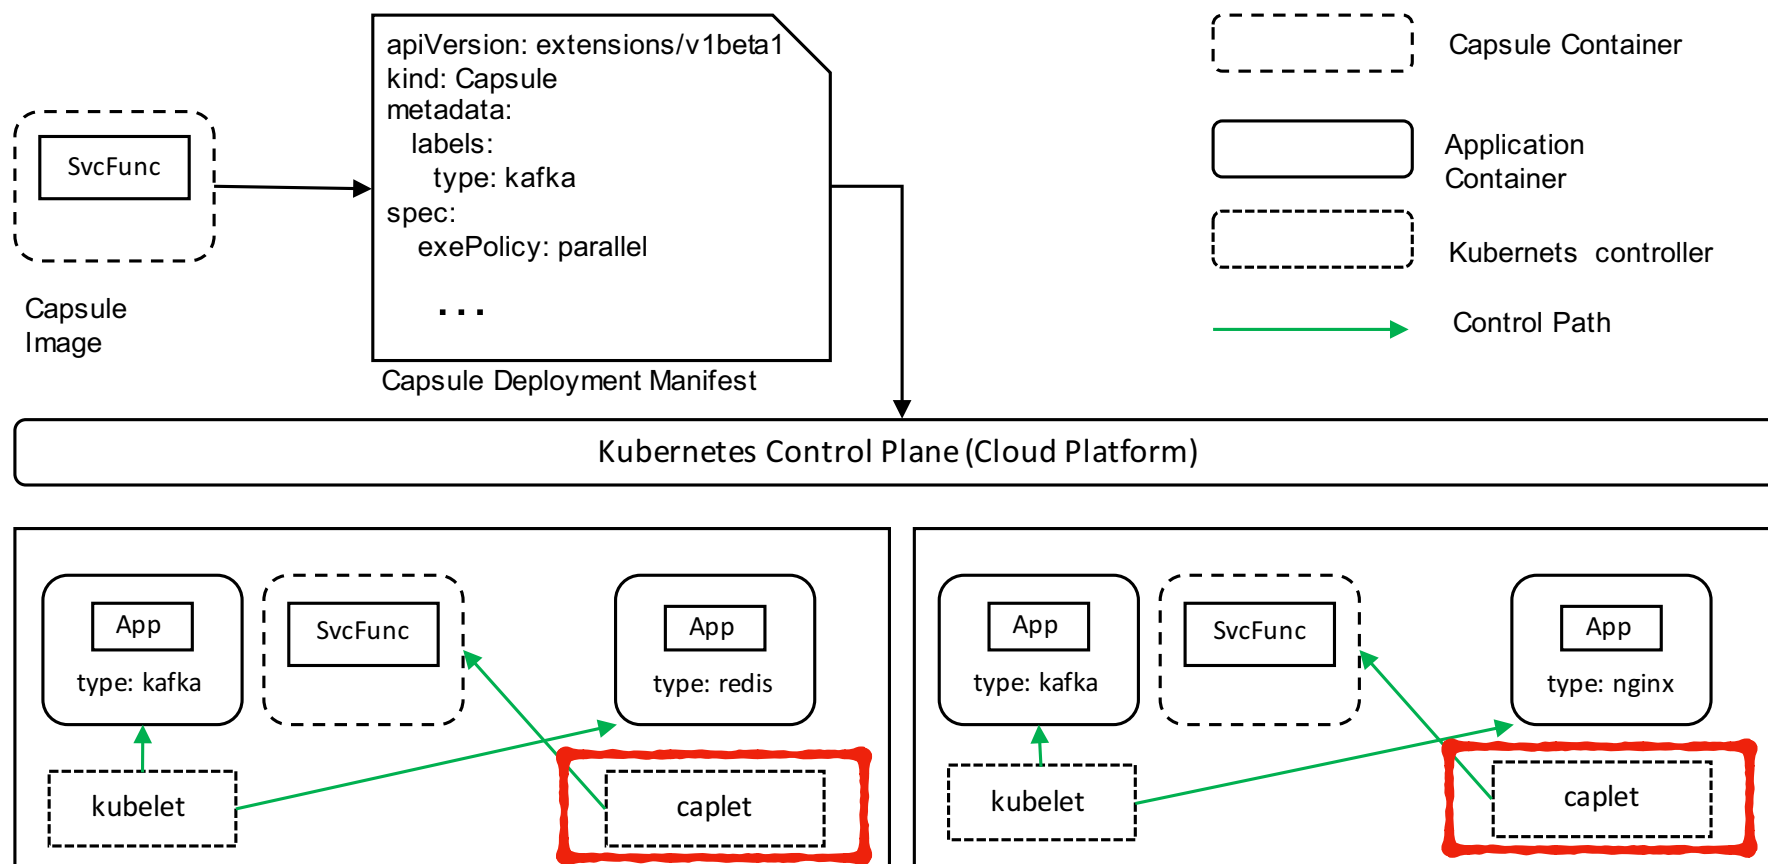 apiVersion: extensions/v1beta1
kind: Capsule
metadata:
labels:
type: kafka
spec:
exePolicy: parallel
...
SvcFunc
Capsule
Image
Capsule Deployment Manifest
Capsule Container
Application
Container
Kubernets controller
Control Path
Kubernetes Control Plane (Cloud Platform)
App
type: kafka
SvcFunc
App
type: redis
kubelet
caplet
App
type: kafka
SvcFunc
App
type: nginx
kubelet
caplet